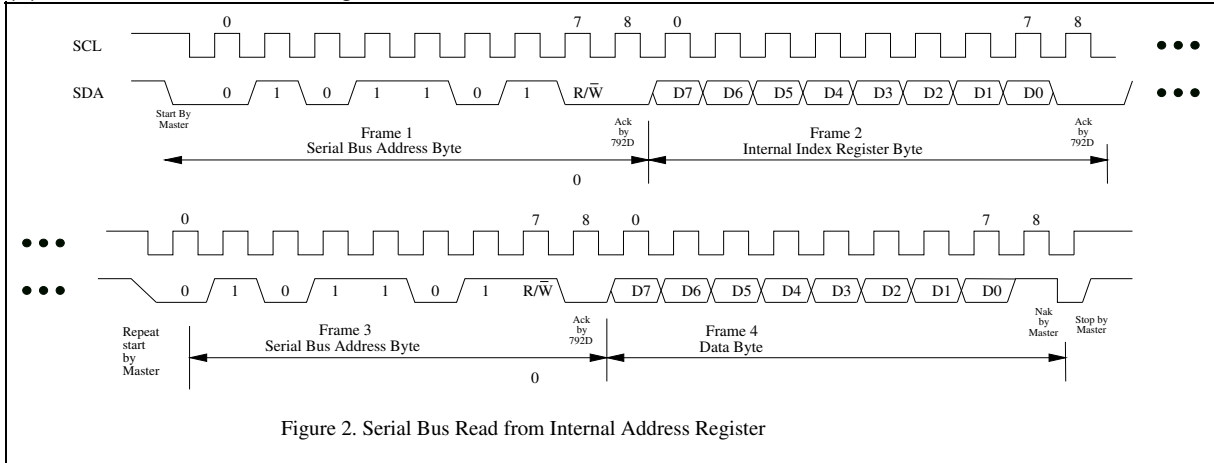 0 7 8 0 7 8
SCL
SDA 0 1 0 1 1 0 1 R/W̅ D7 D6 D5 D4 D3 D2 D1 D0
Start By
Master
Ack
by
792D
Ack
by
792D
Frame 1
Serial Bus Address Byte
Frame 2
Internal Index Register Byte
0
0 7 8 0 7 8
0 1 0 1 1 0 1 R/W̅ D7 D6 D5 D4 D3 D2 D1 D0
Repeat
start
by
Master
Frame 3
Serial Bus Address Byte
Ack
by
792D
Frame 4
Data Byte
Nak
by
Master
Stop by
Master
0
Figure 2. Serial Bus Read from Internal Address Register